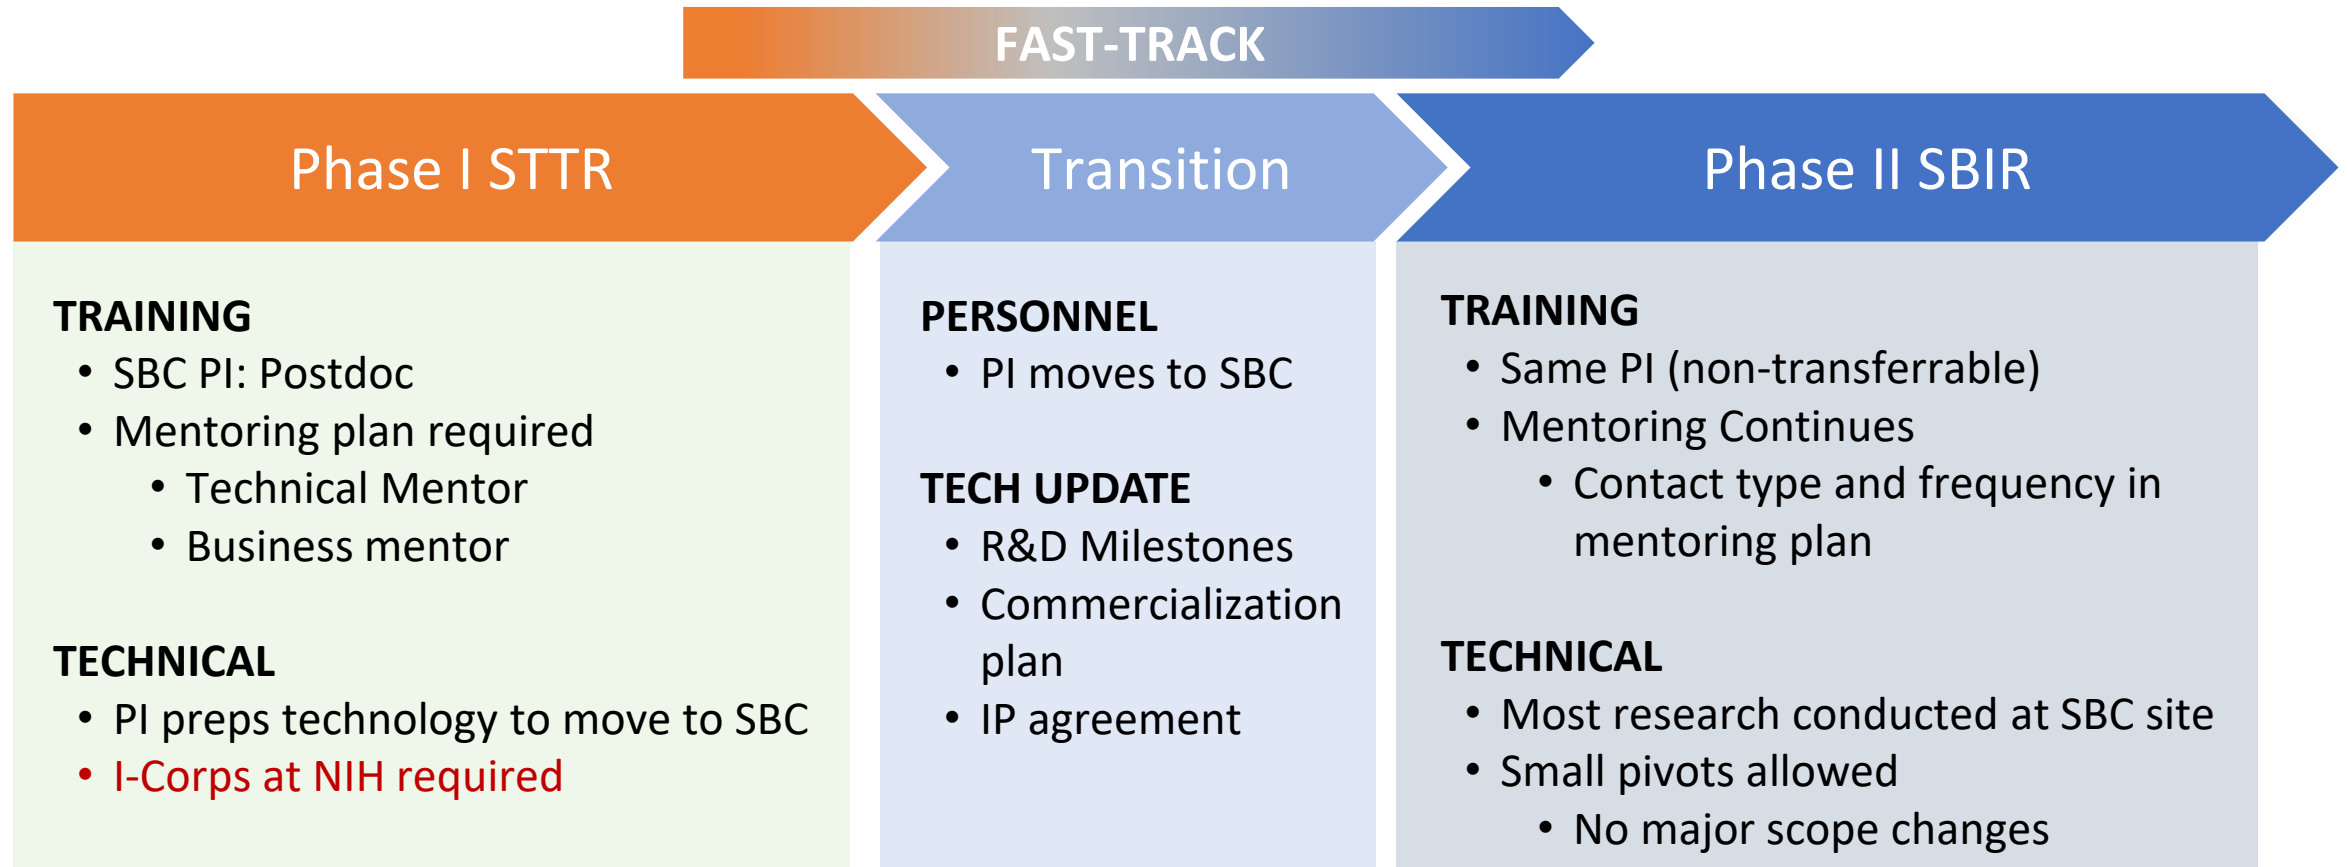 FAST-TRACK
Phase I STTR
Transition
Phase II SBIR
TRAINING
• SBC PI: Postdoc
• Mentoring plan required
• Technical Mentor
• Business mentor
TECHNICAL
• PI preps technology to move to SBC
• I-Corps at NIH required
PERSONNEL
• PI moves to SBC
TECH UPDATE
• R&D Milestones
• Commercialization
plan
• IP agreement
TRAINING
• Same PI (non-transferrable)
• Mentoring Continues
• Contact type and frequency in
mentoring plan
TECHNICAL
• Most research conducted at SBC site
• Small pivots allowed
• No major scope changes